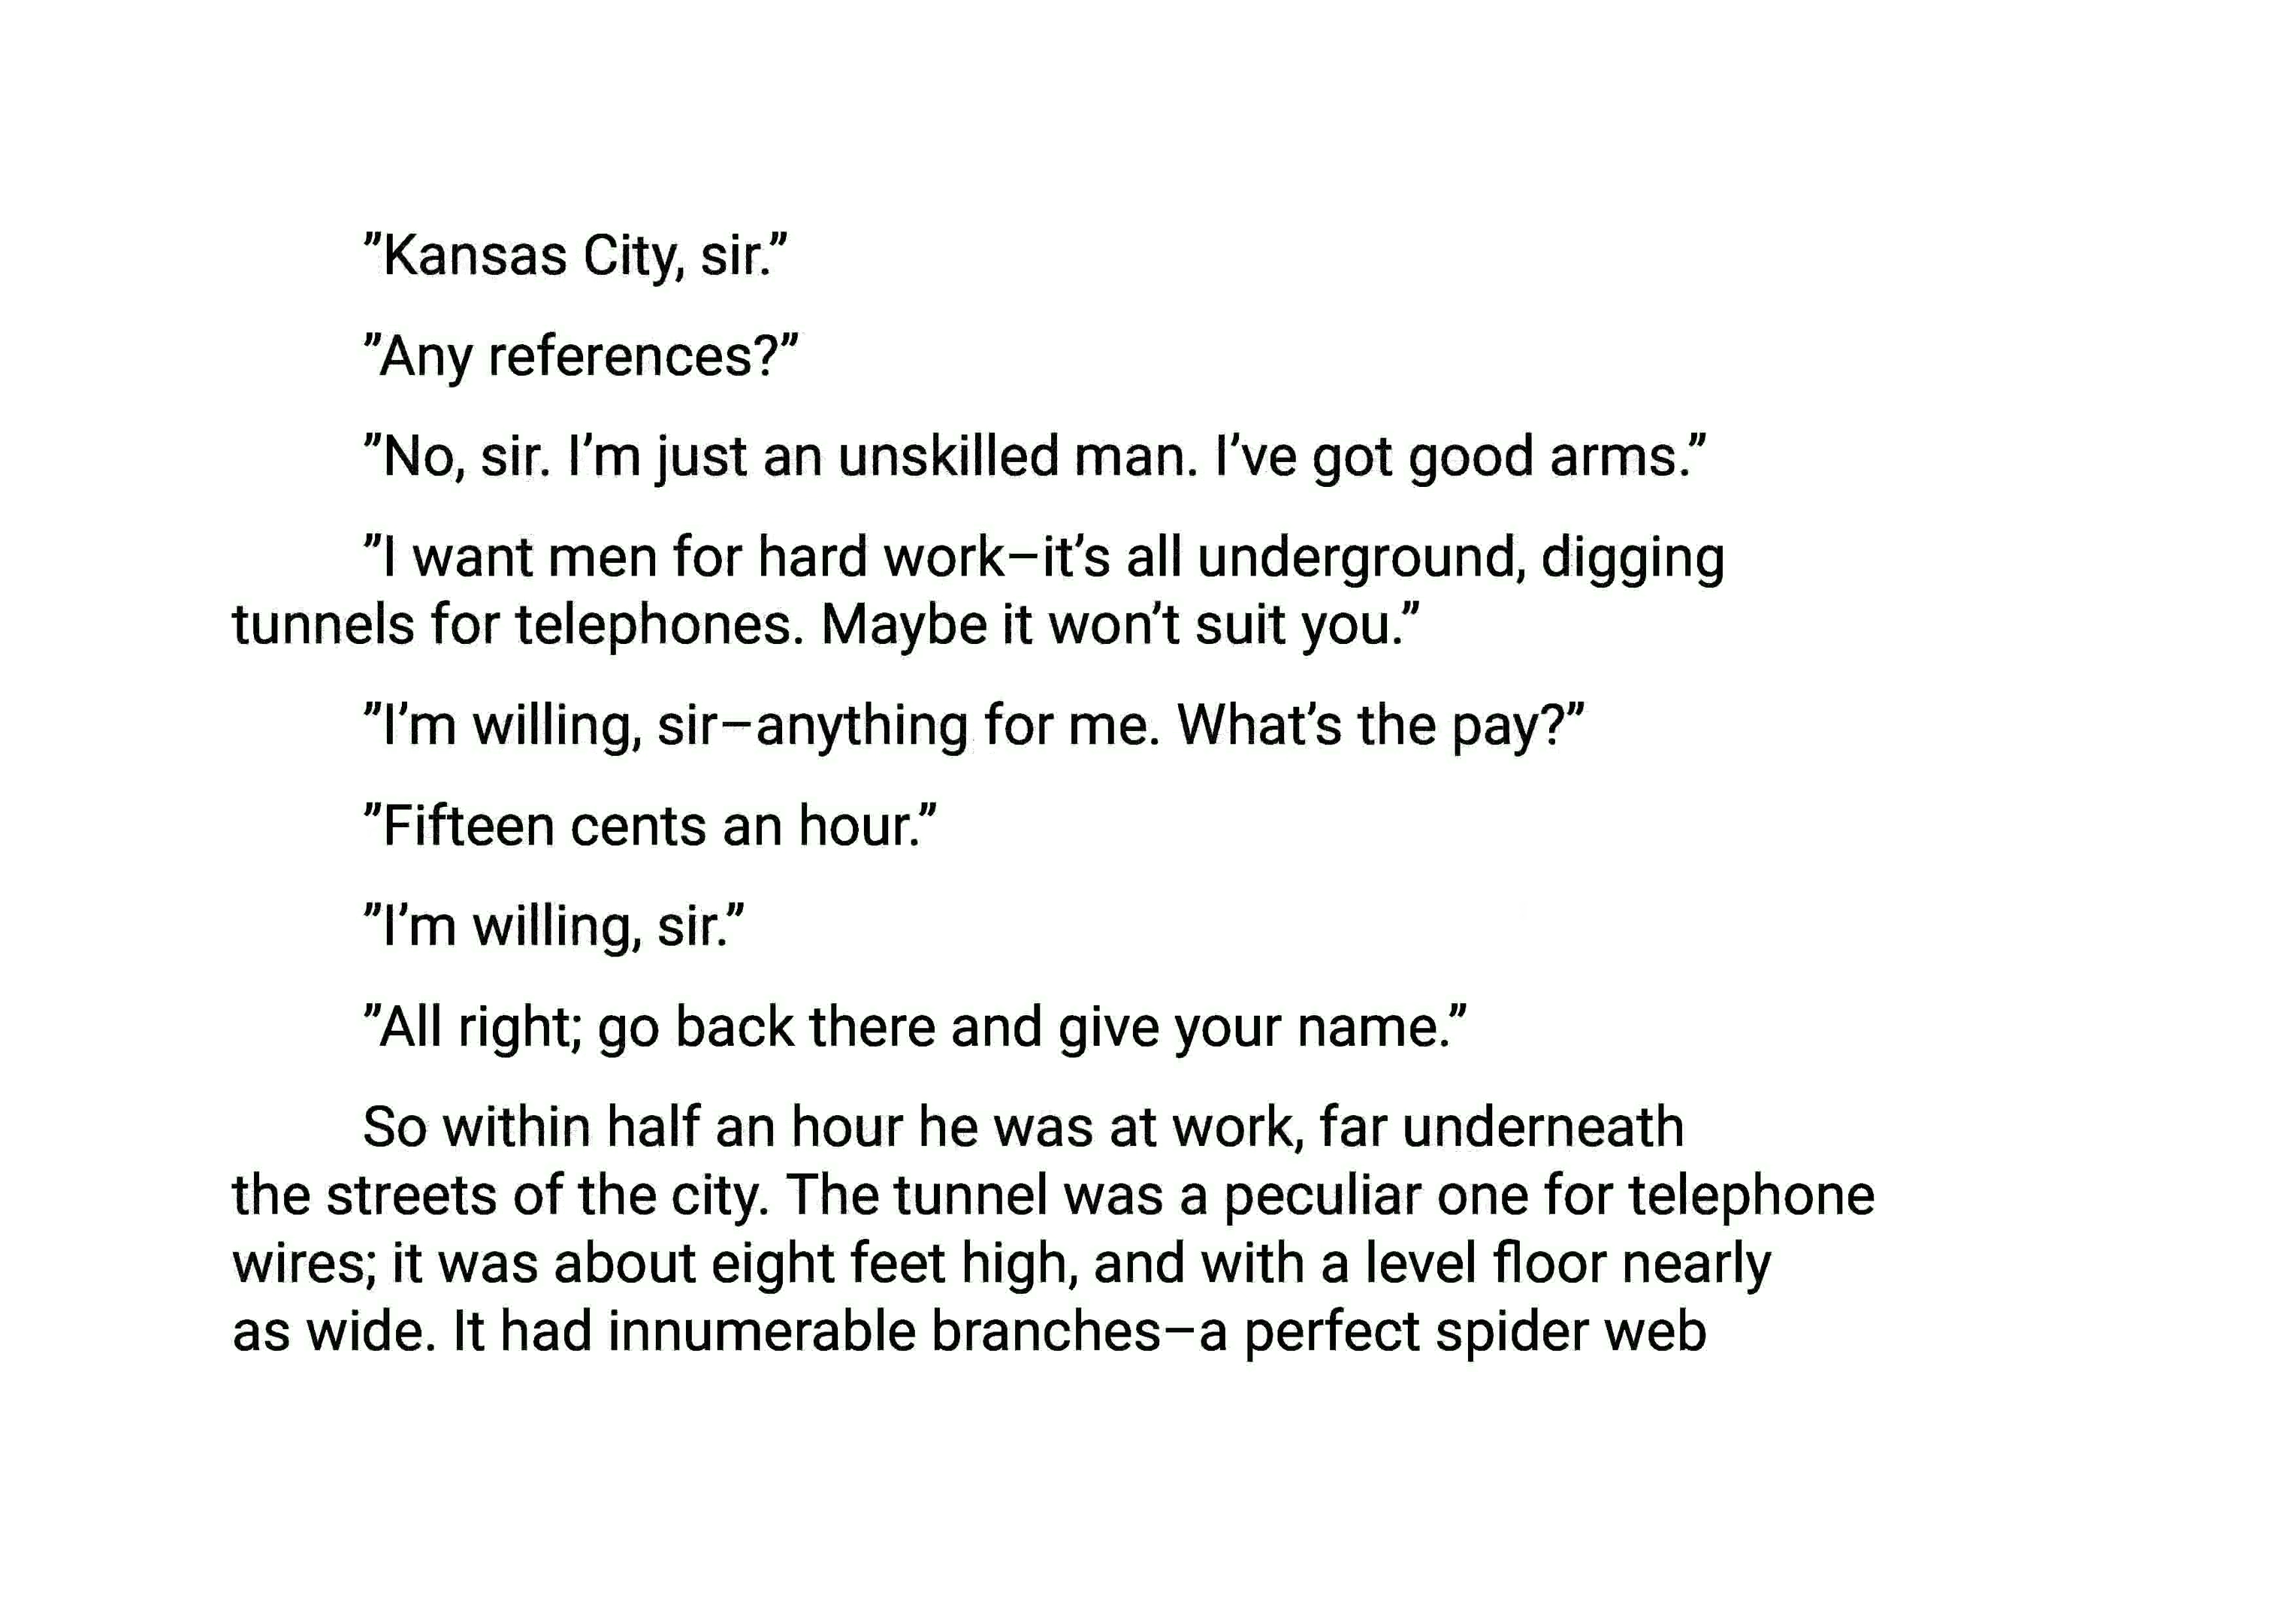 ”Kansas City, sir.”
”Any references?”
”No, sir. I’m just an unskilled man. I’ve got good arms.”
”I want men for hard work–it’s all underground, digging
tunnels for telephones. Maybe it won’t suit you.”
”I’m willing, sir–anything for me. What’s the pay?”
”Fifteen cents an hour.”
”I’m willing, sir.”
”All right; go back there and give your name.”
So within half an hour he was at work, far underneath
the streets of the city. The tunnel was a peculiar one for telephone
wires; it was about eight feet high, and with a level floor nearly
as wide. It had innumerable branches–a perfect spider web